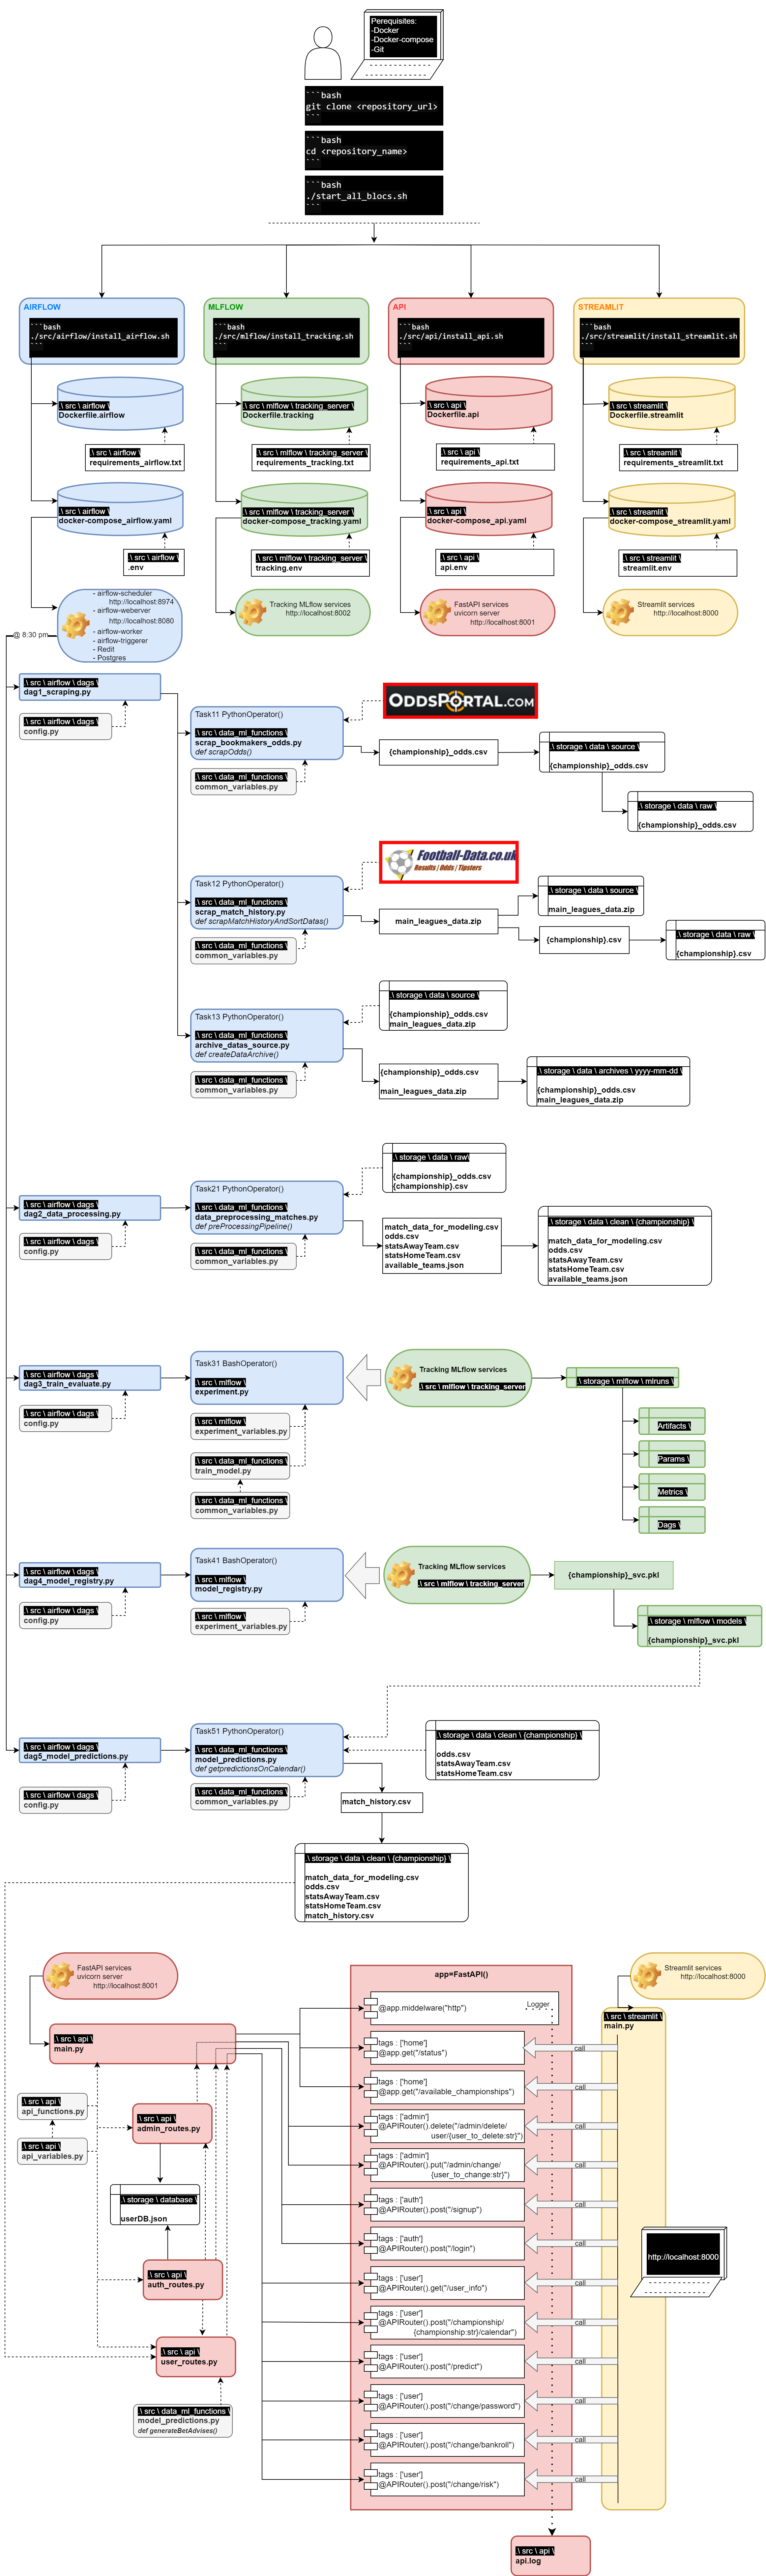 Perequisites:
-Docker
-Docker-compose
-Git
```bash
git clone <repository_url>
```
```bash
cd <repository_name>
```
```bash
./start_all_blocs.sh
```
AIRFLOW
```bash
./src/airflow/install_airflow.sh
```
.\ src \ airflow \
Dockerfile.airflow
.\ src \ airflow \
requirements_airflow.txt
.\ src \ airflow \
docker-compose_airflow.yaml
.\ src \ airflow \
.env
- airflow-scheduler
http://localhost:8974
- airflow-weberver
http://localhost:8080
- airflow-worker
- airflow-triggerer
- Redit
- Postgres
MLFLOW
```bash
./src/mlflow/install_tracking.sh
```
.\ src \ mlflow \ tracking_server \
Dockerfile.tracking
.\ src \ mlflow \ tracking_server \
requirements_tracking.txt
.\ src \ mlflow \ tracking_server \
docker-compose_tracking.yaml
.\ src \ mlflow \ tracking_server \
tracking.env
Tracking MLflow services
http://localhost:8002
API
```bash
./src/api/install_api.sh
```
.\ src \ api \
Dockerfile.api
.\ src \ api \
requirements_api.txt
.\ src \ api \
docker-compose_api.yaml
.\ src \ api \
api.env
FastAPI services
uvicorn server
http://localhost:8001
STREAMLIT
```bash
./src/streamlit/install_streamlit.sh
```
.\ src \ streamlit \
Dockerfile.streamlit
.\ src \ streamlit \
requirements_streamlit.txt
.\ src \ streamlit \
docker-compose_streamlit.yaml
.\ src \ streamlit \
streamlit.env
Streamlit services
http://localhost:8000
@ 8:30 pm
.\ src \ airflow \ dags \
dag1_scraping.py
.\ src \ airflow \ dags \
config.py
Task11 PythonOperator()
.\ src \ data_ml_functions \
scrap_bookmakers_odds.py
def scrapOdds()
.\ src \ data_ml_functions \
common_variables.py
ODDSPORTAL.COM
{championship}_odds.csv
.\ storage \ data \ source \
{championship}_odds.csv
.\ storage \ data \ raw \
{championship}_odds.csv
Task12 PythonOperator()
.\ src \ data_ml_functions \
scrap_match_history.py
def scrapMatchHistoryAndSortDatas()
.\ src \ data_ml_functions \
common_variables.py
Football-Data.co.uk
Results | Odds | Tipsters
main_leagues_data.zip
.\ storage \ data \ source \
main_leagues_data.zip
{championship}.csv
.\ storage \ data \ raw \
{championship}.csv
Task13 PythonOperator()
.\ src \ data_ml_functions \
archive_datas_source.py
def createDataArchive()
.\ src \ data_ml_functions \
common_variables.py
.\ storage \ data \ source \
{championship}_odds.csv
main_leagues_data.zip
{championship}_odds.csv
main_leagues_data.zip
.\ storage \ data \ archives \ yyyy-mm-dd \
{championship}_odds.csv
main_leagues_data.zip
.\ src \ airflow \ dags \
dag2_data_processing.py
.\ src \ airflow \ dags \
config.py
Task21 PythonOperator()
.\ src \ data_ml_functions \
data_preprocessing_matches.py
def preProcessingPipeline()
.\ src \ data_ml_functions \
common_variables.py
.\ storage \ data \ raw\
{championship}_odds.csv
{championship}.csv
match_data_for_modeling.csv
odds.csv
statsAwayTeam.csv
statsHomeTeam.csv
available_teams.json
.\ storage \ data \ clean \ {championship} \
match_data_for_modeling.csv
odds.csv
statsAwayTeam.csv
statsHomeTeam.csv
available_teams.json
.\ src \ airflow \ dags \
dag3_train_evaluate.py
.\ src \ airflow \ dags \
config.py
Task31 BashOperator()
.\ src \ mlflow \
experiment.py
.\ src \ mlflow \
experiment_variables.py
.\ src \ data_ml_functions \
train_model.py
.\ src \ data_ml_functions \
common_variables.py
Tracking MLflow services
.\ src \ mlflow \ tracking_server
.\ storage \ mlflow \ mlruns \
Artifacts \
Params \
Metrics \
Dags \
.\ src \ airflow \ dags \
dag4_model_registry.py
.\ src \ airflow \ dags \
config.py
Task41 BashOperator()
.\ src \ mlflow \
model_registry.py
.\ src \ mlflow \
experiment_variables.py
Tracking MLflow services
.\ src \ mlflow \ tracking_server
{championship}_svc.pkl
.\ storage \ mlflow \ models \
{championship}_svc.pkl
.\ src \ airflow \ dags \
dag5_model_predictions.py
.\ src \ airflow \ dags \
config.py
Task51 PythonOperator()
.\ src \ data_ml_functions \
model_predictions.py
def getpredictionsOnCalendar()
.\ src \ data_ml_functions \
common_variables.py
.\ storage \ data \ clean \ {championship} \
odds.csv
statsAwayTeam.csv
statsHomeTeam.csv
match_history.csv
.\ storage \ data \ clean \ {championship} \
match_data_for_modeling.csv
odds.csv
statsAwayTeam.csv
statsHomeTeam.csv
match_history.csv
FastAPI services
uvicorn server
http://localhost:8001
.\ src \ api \
main.py
.\ src \ api \
api_functions.py
.\ src \ api \
api_variables.py
.\ src \ api \
admin_routes.py
.\ storage \ database \
userDB.json
.\ src \ api \
auth_routes.py
.\ src \ api \
user_routes.py
.\ src \ data_ml_functions \
model_predictions.py
def generateBetAdvises()
app=FastAPI()
Logger
@app.middelware("http")
tags : ['home']
@app.get("/status")
tags : ['home']
@app.get("/available_championships")
tags : ['admin']
@APIRouter().delete("/admin/delete/
user/{user_to_delete:str}")
tags : ['admin']
@APIRouter().put("/admin/change/
{user_to_change:str}")
tags : ['auth']
@APIRouter().post("/signup")
tags : ['auth']
@APIRouter().post("/login")
tags : ['user']
@APIRouter().get("/user_info")
tags : ['user']
@APIRouter().post("/championship/
{championship:str}/calendar")
tags : ['user']
@APIRouter().post("/predict")
tags : ['user']
@APIRouter().post("/change/password")
tags : ['user']
@APIRouter().post("/change/bankroll")
tags : ['user']
@APIRouter().post("/change/risk")
call
call
call
call
call
call
call
call
call
call
call
call
Streamlit services
http://localhost:8000
.\ src \ streamlit \
main.py
http://localhost:8000
.\ src \ api \
api.log